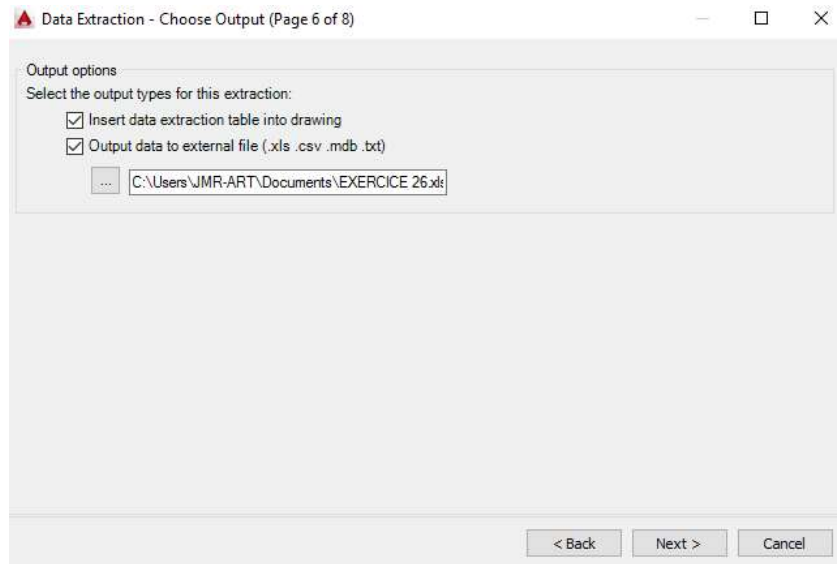 Data Extraction - Choose Output (Page 6 of 8)
Output options
Select the output types for this extraction:
Insert data extraction table into drawing
Output data to external file (.xls .csv .mdb .txt)
...
C:\Users\JMR-ART\Documents\EXERCICE 26.xls
< Back Next > Cancel